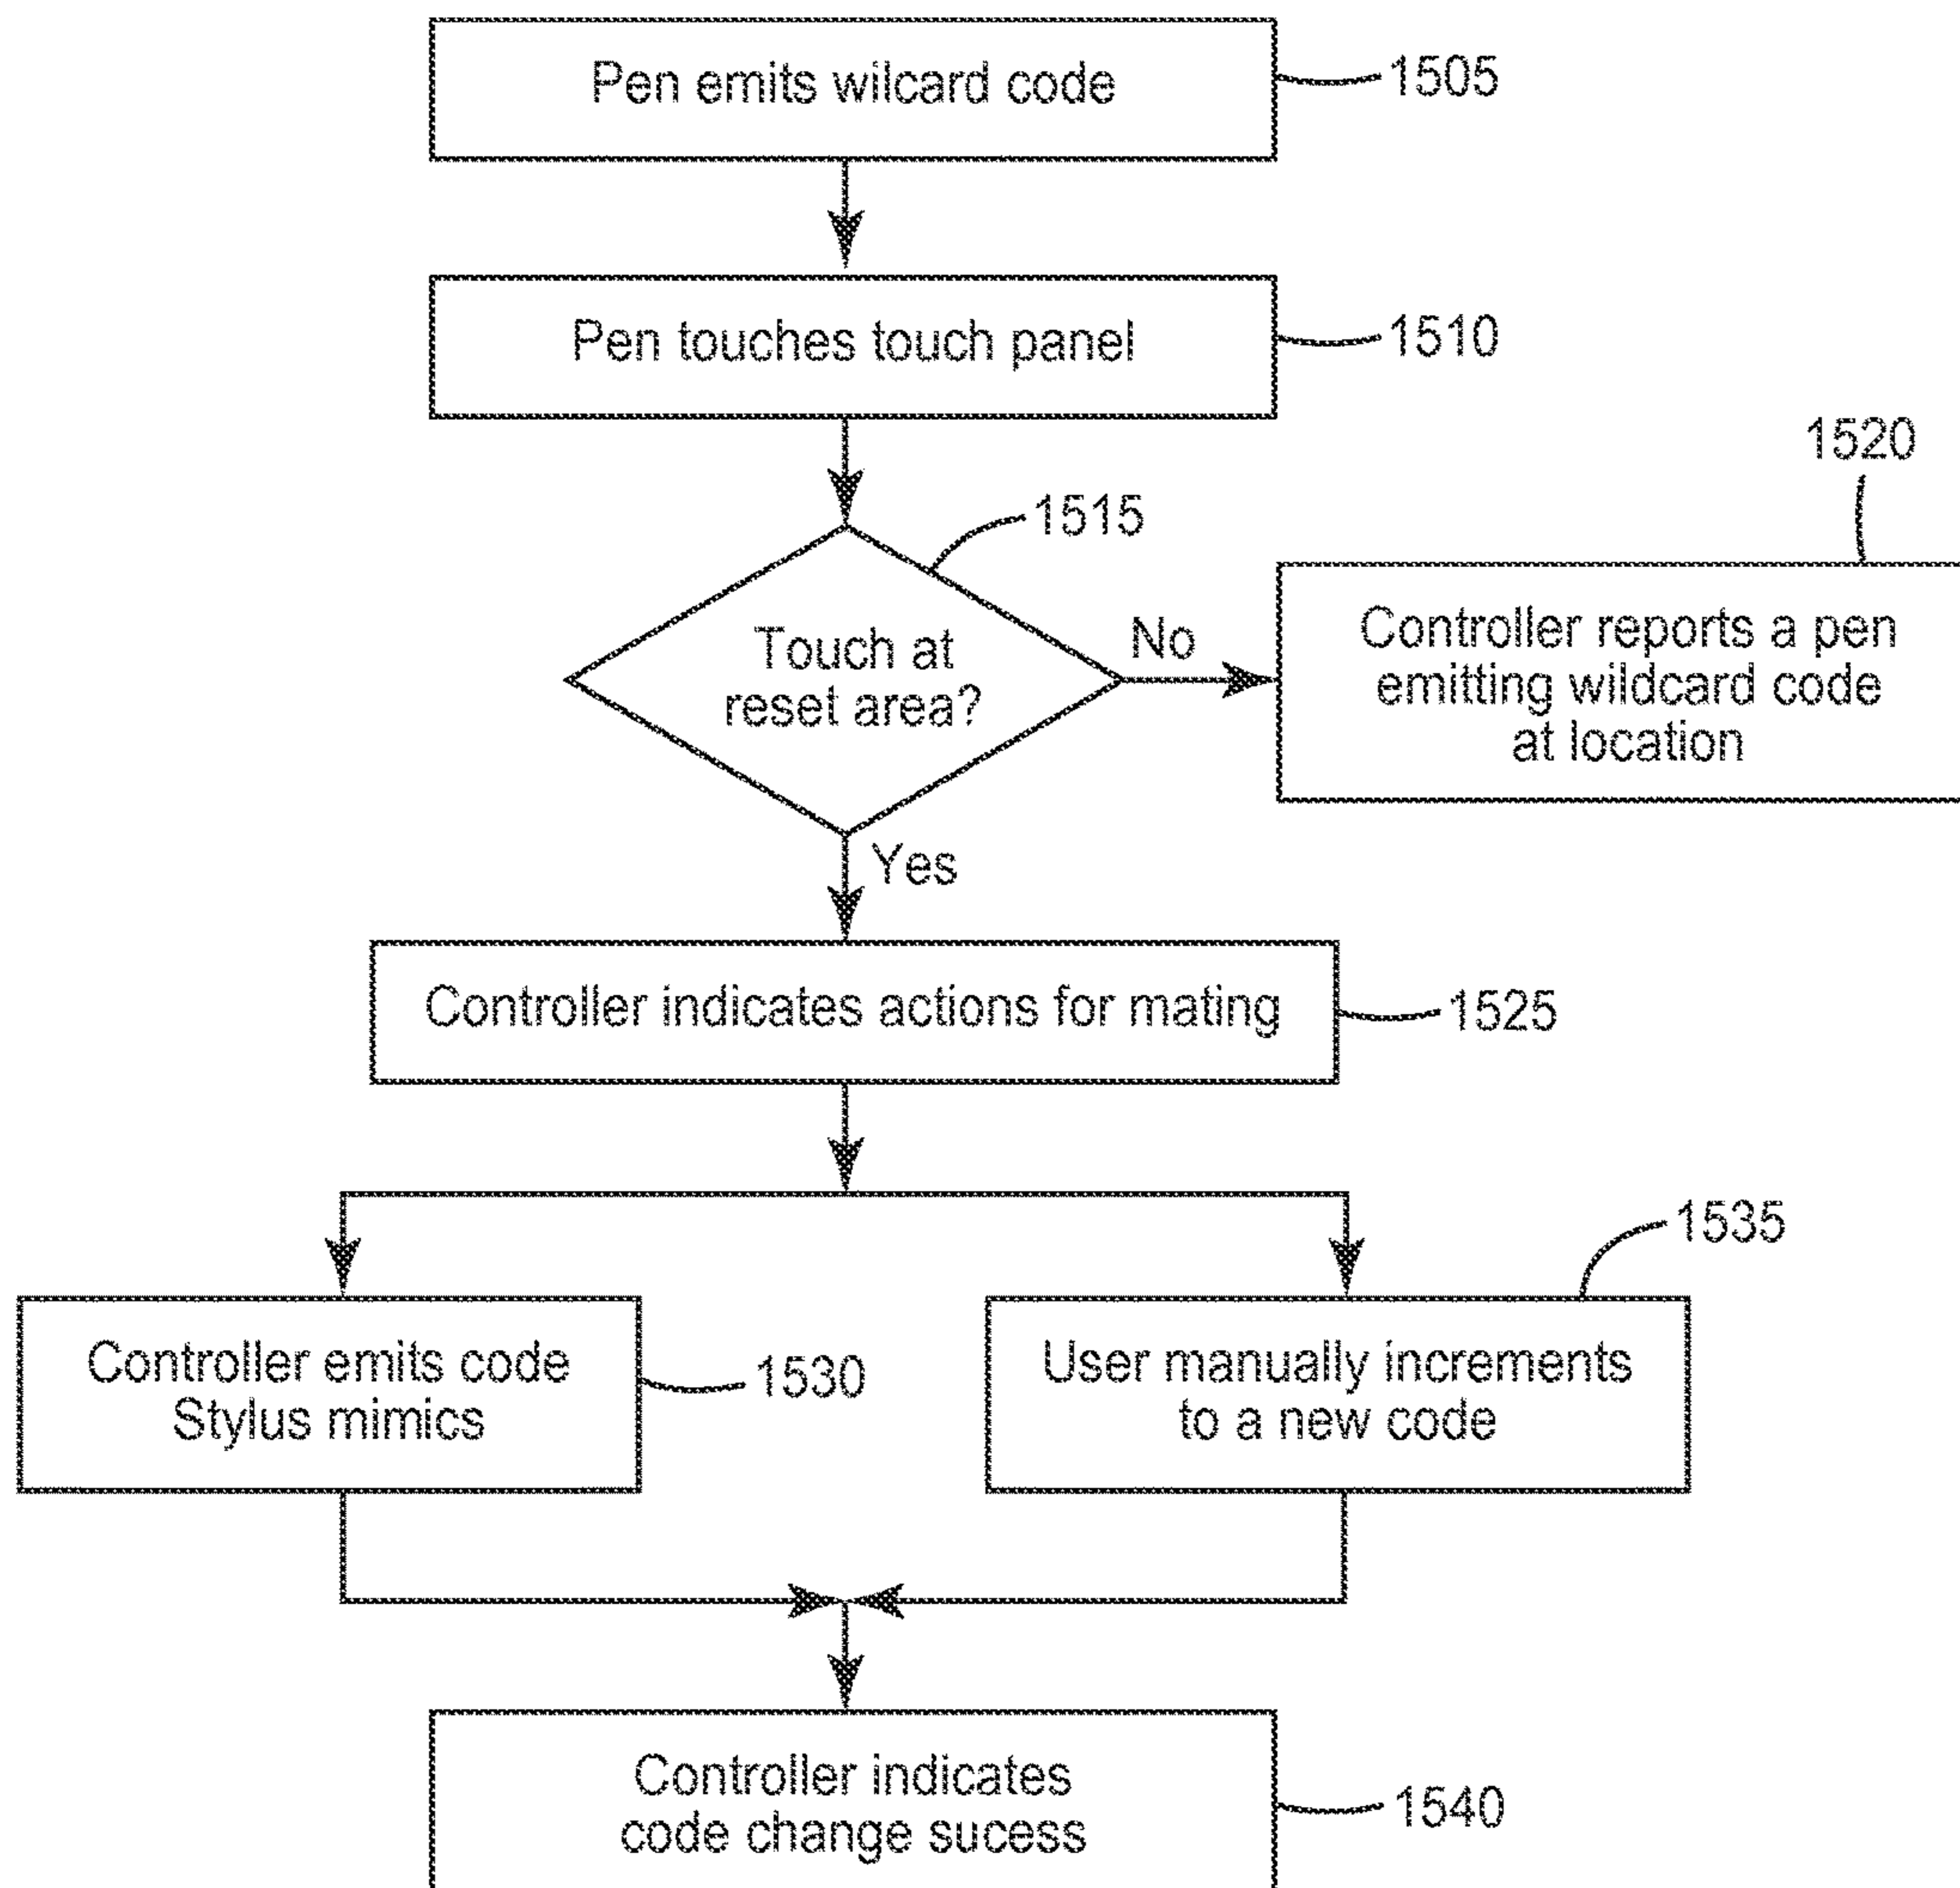 Pen emits wilcard code
1505
Pen touches touch panel
1510
1515
1520
Touch at
reset area?
No
Controller reports a pen
emitting wildcard code
at location
Yes
Controller indicates actions for mating
1525
1535
Controller emits code
Stylus mimics
1530
User manually increments
to a new code
Controller indicates
code change sucess
1540